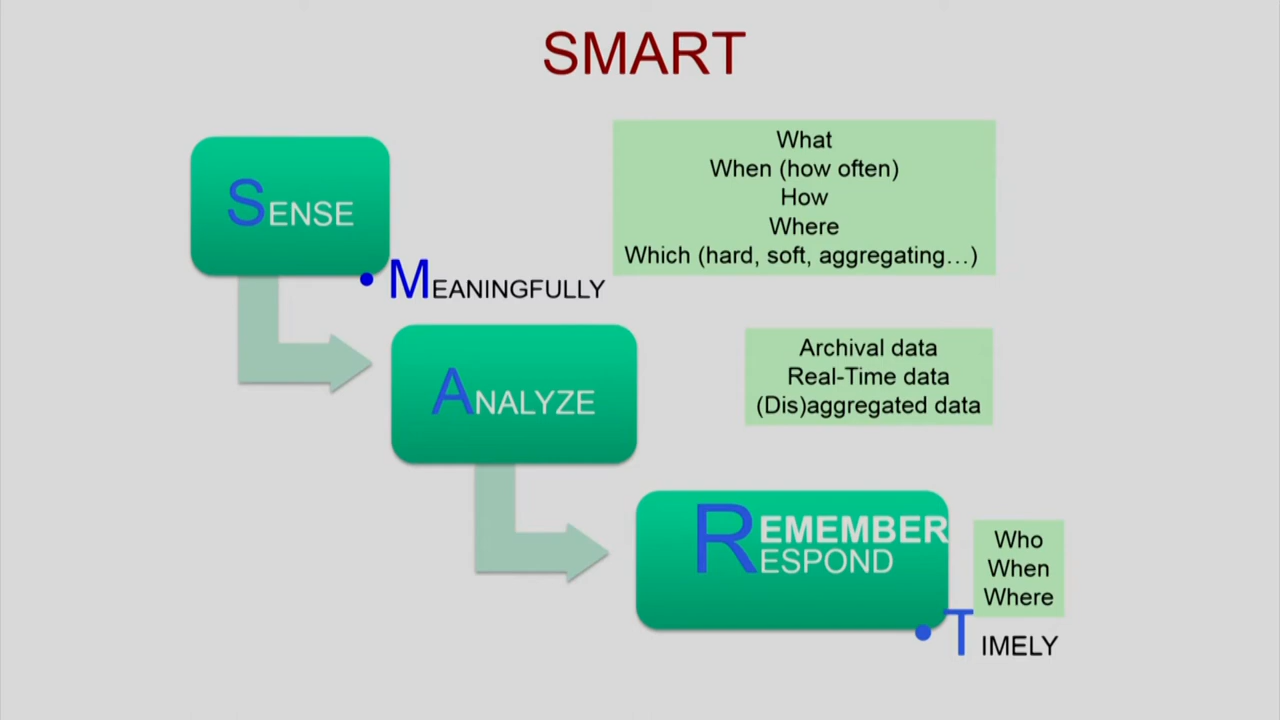 SMART
SENSE
• MEANINGFULLY
What
When (how often)
How
Where
Which (hard, soft, aggregating…)
ANALYZE
Archival data
Real-Time data
(Dis)aggregated data
REMEMBER
RESPOND
• TIMELY
Who
When
Where